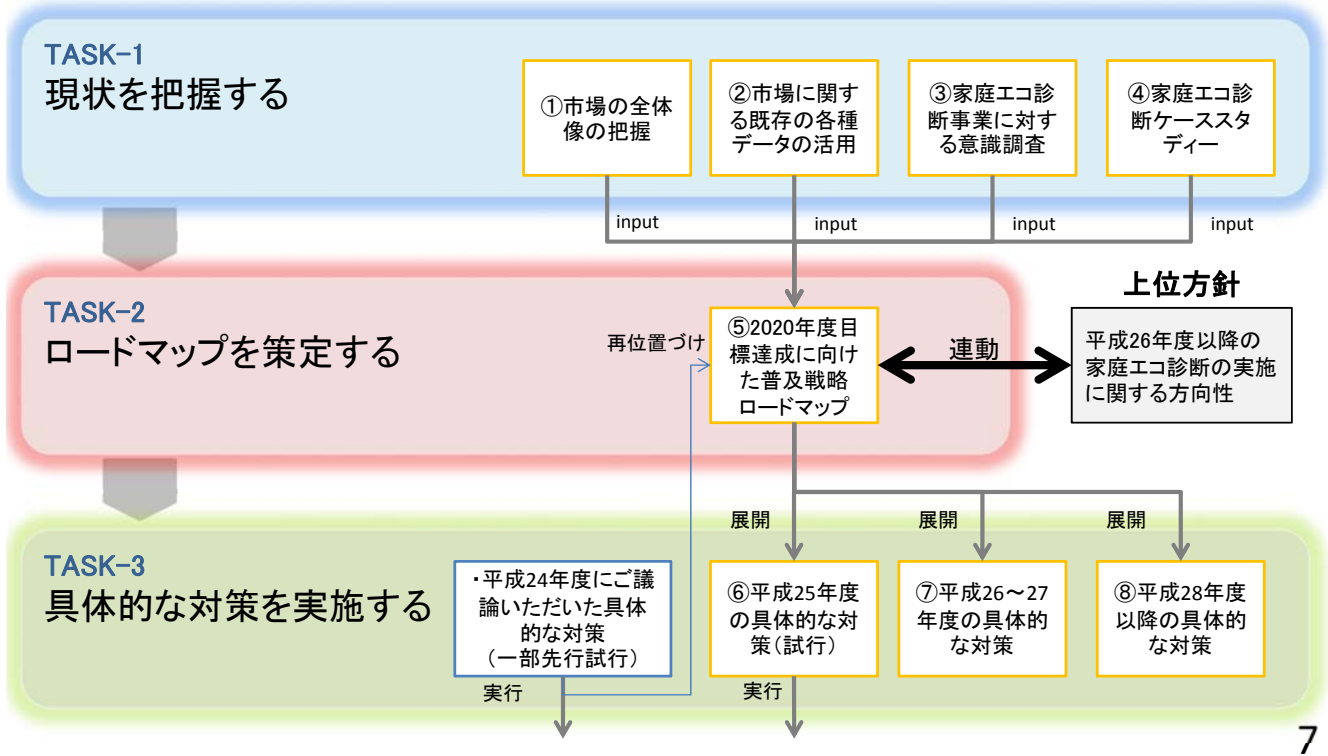 TASK-1
現状を把握する
①市場の全体
像の把握
②市場に関す
る既存の各種
データの活用
③家庭エコ診
断事業に対す
る意識調査
④家庭エコ診
断ケーススタ
ディー
input
input
input
input
TASK-2
ロードマップを策定する
再位置づけ
⑤2020年度目
標達成に向け
た普及戦略
ロードマップ
連動
上位方針
平成26年度以降の
家庭エコ診断の実施
に関する方向性
展開
展開
展開
TASK-3
具体的な対策を実施する
・平成24年度にご議
論いただいた具体
的な対策
（一部先行試行）
⑥平成25年度
の具体的な対
策（試行）
⑦平成26～27
年度の具体的
な対策
⑧平成28年度
以降の具体的
な対策
実行
実行
7